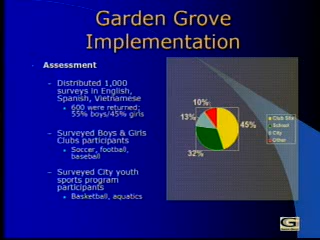 Garden Grove
Implementation
Assessment
– Distributed 1,000
surveys in English,
Spanish, Vietnamese
600 were returned;
55% boys/45% girls
– Surveyed Boys & Girls
Clubs participants
Soccer, football,
baseball
– Surveyed City youth
sports program
participants
Basketball, aquatics
10%
13%
45%
32%
Club Site
School
City
Other
G